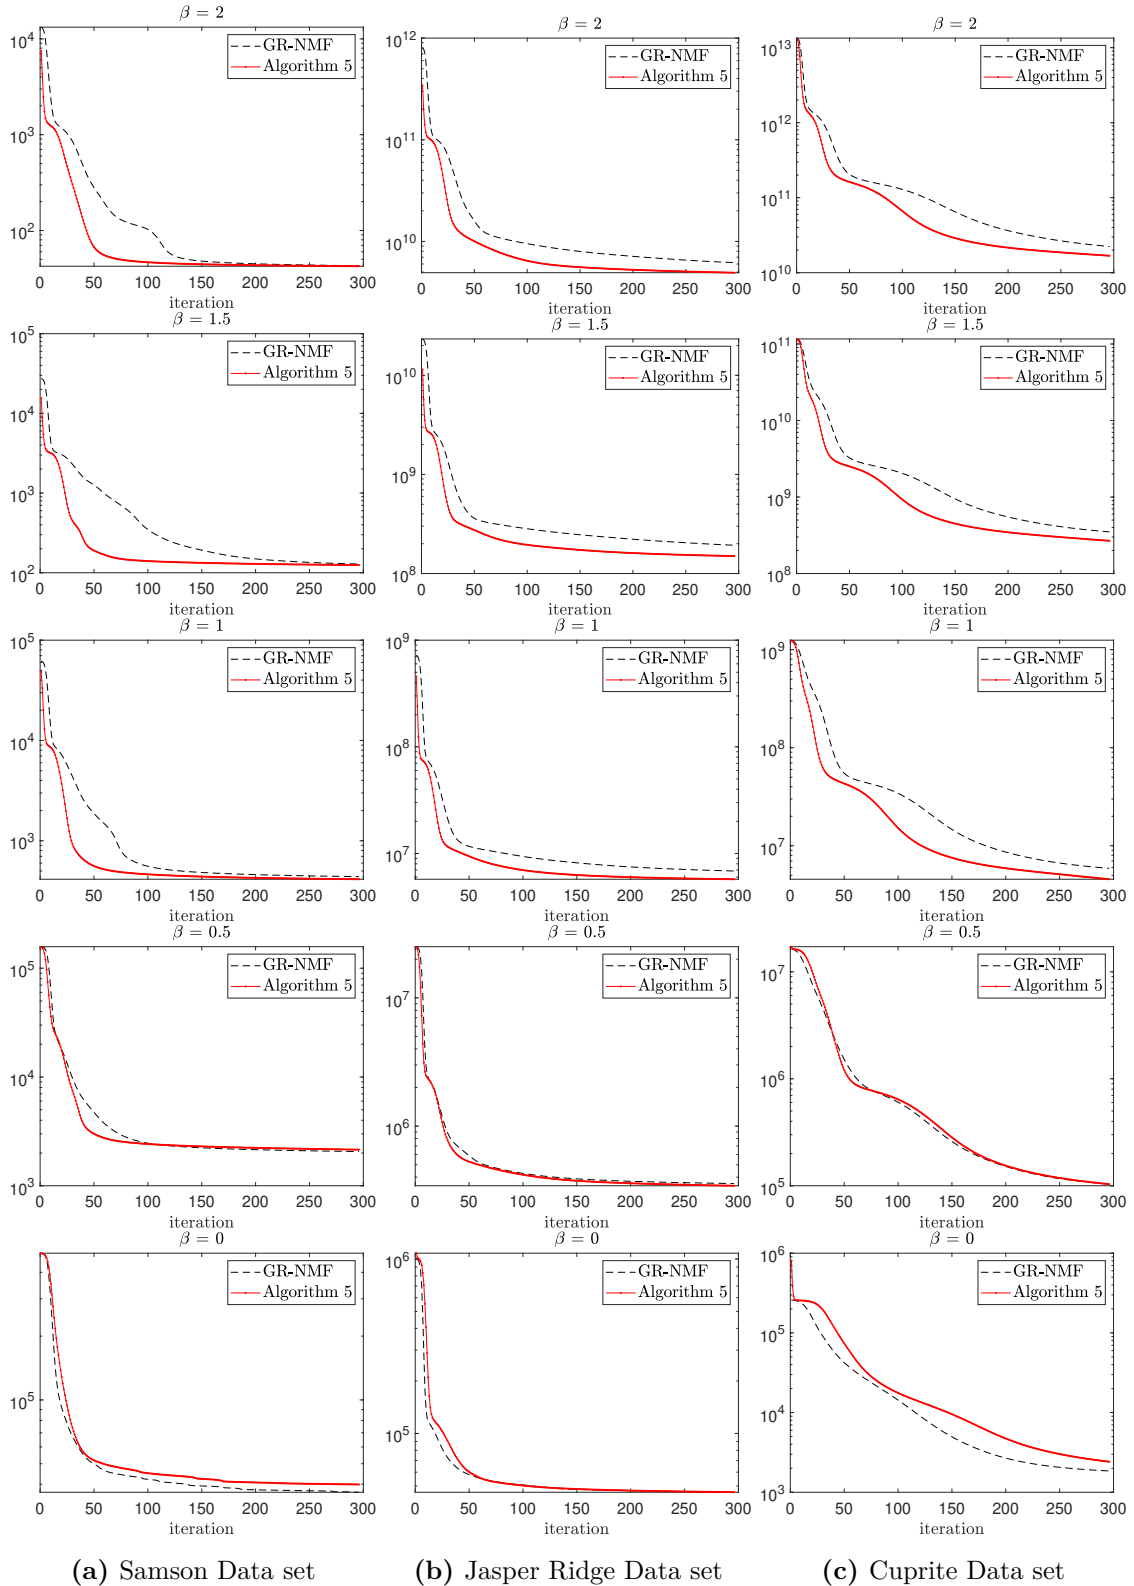 β = 2
10^4
10^3
10^2
0 50 100 150 200 250 300
iteration
GR-NMF
Algorithm 5
β = 2
10^12
10^11
10^10
0 50 100 150 200 250 300
iteration
GR-NMF
Algorithm 5
β = 2
10^13
10^12
10^11
10^10
0 50 100 150 200 250 300
iteration
GR-NMF
Algorithm 5
β = 1.5
10^5
10^4
10^3
10^2
0 50 100 150 200 250 300
iteration
GR-NMF
Algorithm 5
β = 1.5
10^10
10^9
10^8
0 50 100 150 200 250 300
iteration
GR-NMF
Algorithm 5
β = 1.5
10^11
10^10
10^9
10^8
0 50 100 150 200 250 300
iteration
GR-NMF
Algorithm 5
β = 1
10^5
10^4
10^3
0 50 100 150 200 250 300
iteration
GR-NMF
Algorithm 5
β = 1
10^9
10^8
10^7
0 50 100 150 200 250 300
iteration
GR-NMF
Algorithm 5
β = 1
10^9
10^8
10^7
0 50 100 150 200 250 300
iteration
GR-NMF
Algorithm 5
β = 0.5
10^5
10^4
10^3
0 50 100 150 200 250 300
iteration
GR-NMF
Algorithm 5
β = 0.5
10^7
10^6
0 50 100 150 200 250 300
iteration
GR-NMF
Algorithm 5
β = 0.5
10^7
10^6
10^5
0 50 100 150 200 250 300
iteration
GR-NMF
Algorithm 5
β = 0
10^5
0 50 100 150 200 250 300
iteration
GR-NMF
Algorithm 5
β = 0
10^6
10^5
0 50 100 150 200 250 300
iteration
GR-NMF
Algorithm 5
β = 0
10^6
10^5
10^4
10^3
0 50 100 150 200 250 300
iteration
GR-NMF
Algorithm 5
(a) Samson Data set
(b) Jasper Ridge Data set
(c) Cuprite Data set